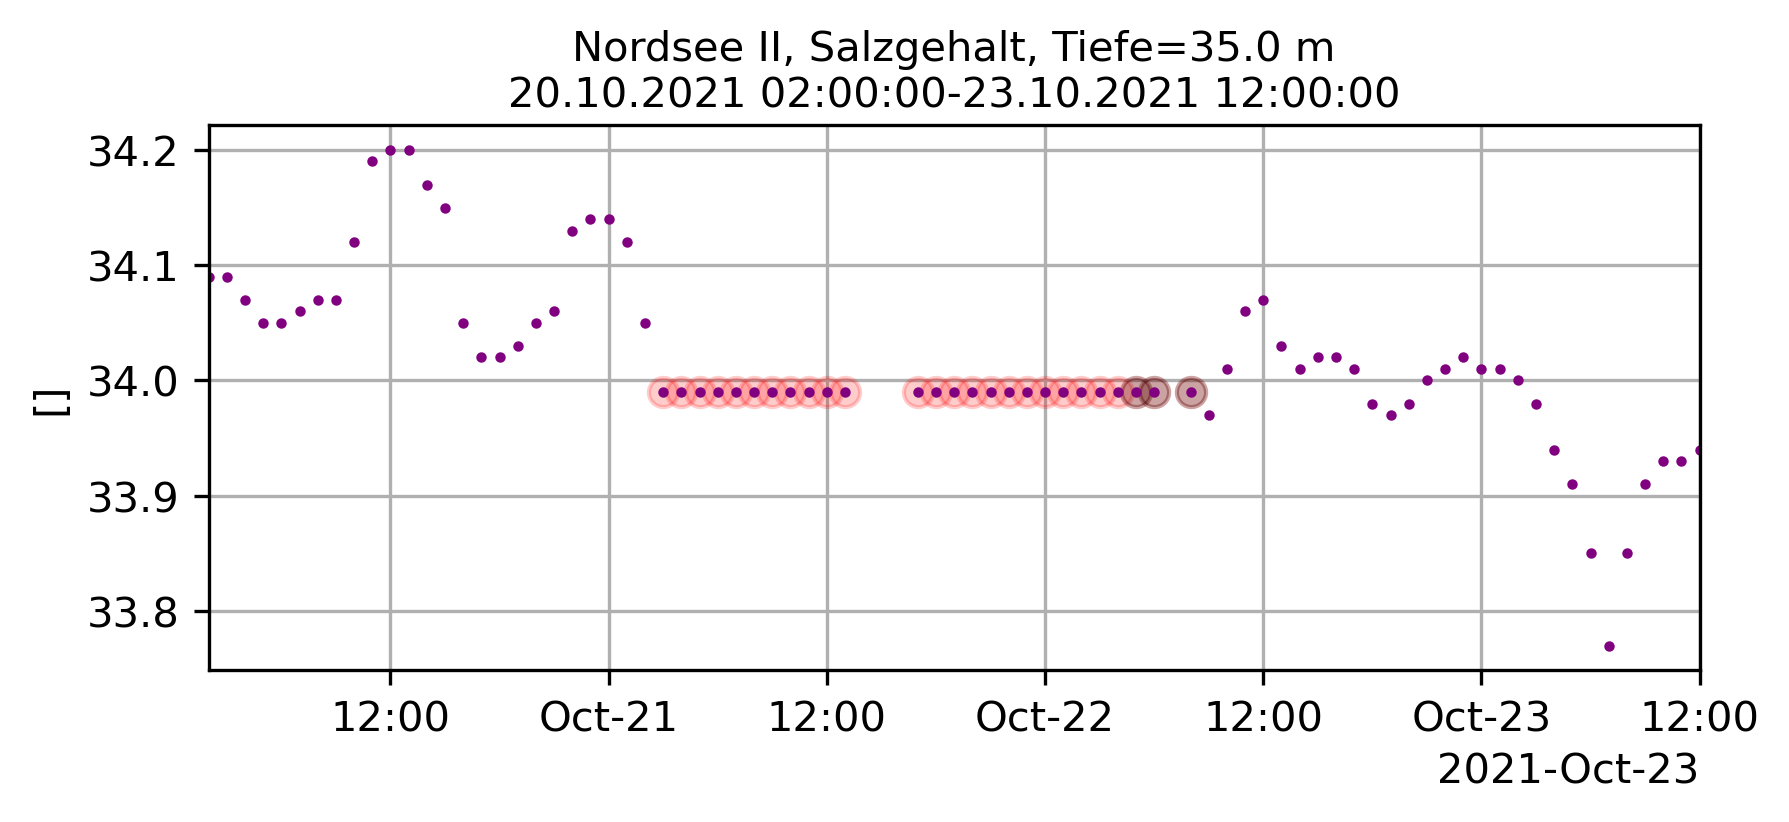 Nordsee II, Salzgehalt, Tiefe=35.0 m
20.10.2021 02:00:00-23.10.2021 12:00:00
34.2
34.1
34.0
33.9
33.8
[]
12:00
Oct-21
12:00
Oct-22
12:00
Oct-23
12:00
2021-Oct-23